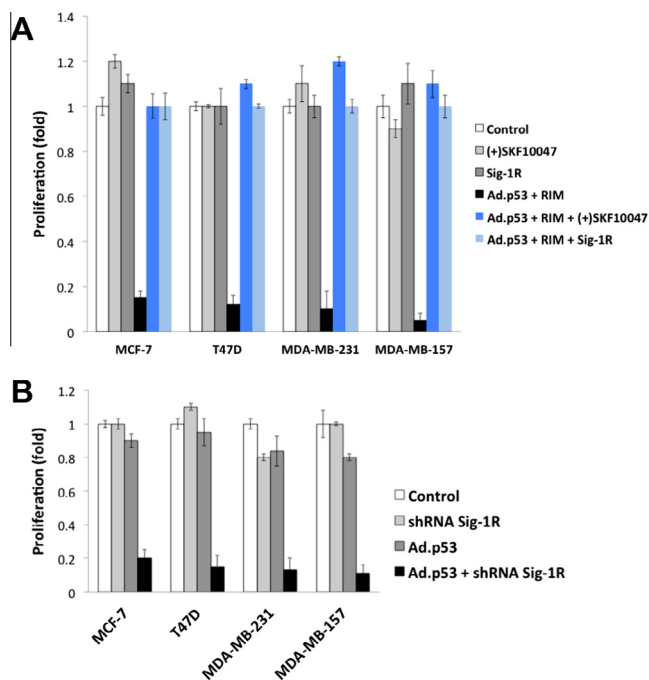 A
Proliferation (fold)
1.4
1.2
1
0.8
0.6
0.4
0.2
0
MCF-7 T47D MDA-MB-231 MDA-MB-157
Control
(+)SKF10047
Sig-1R
Ad.p53 + RIM
Ad.p53 + RIM + (+)SKF10047
Ad.p53 + RIM + Sig-1R
B
Proliferation (fold)
1.2
1
0.8
0.6
0.4
0.2
0
MCF-7 T47D MDA-MB-231 MDA-MB-157
Control
shRNA Sig-1R
Ad.p53
Ad.p53 + shRNA Sig-1R